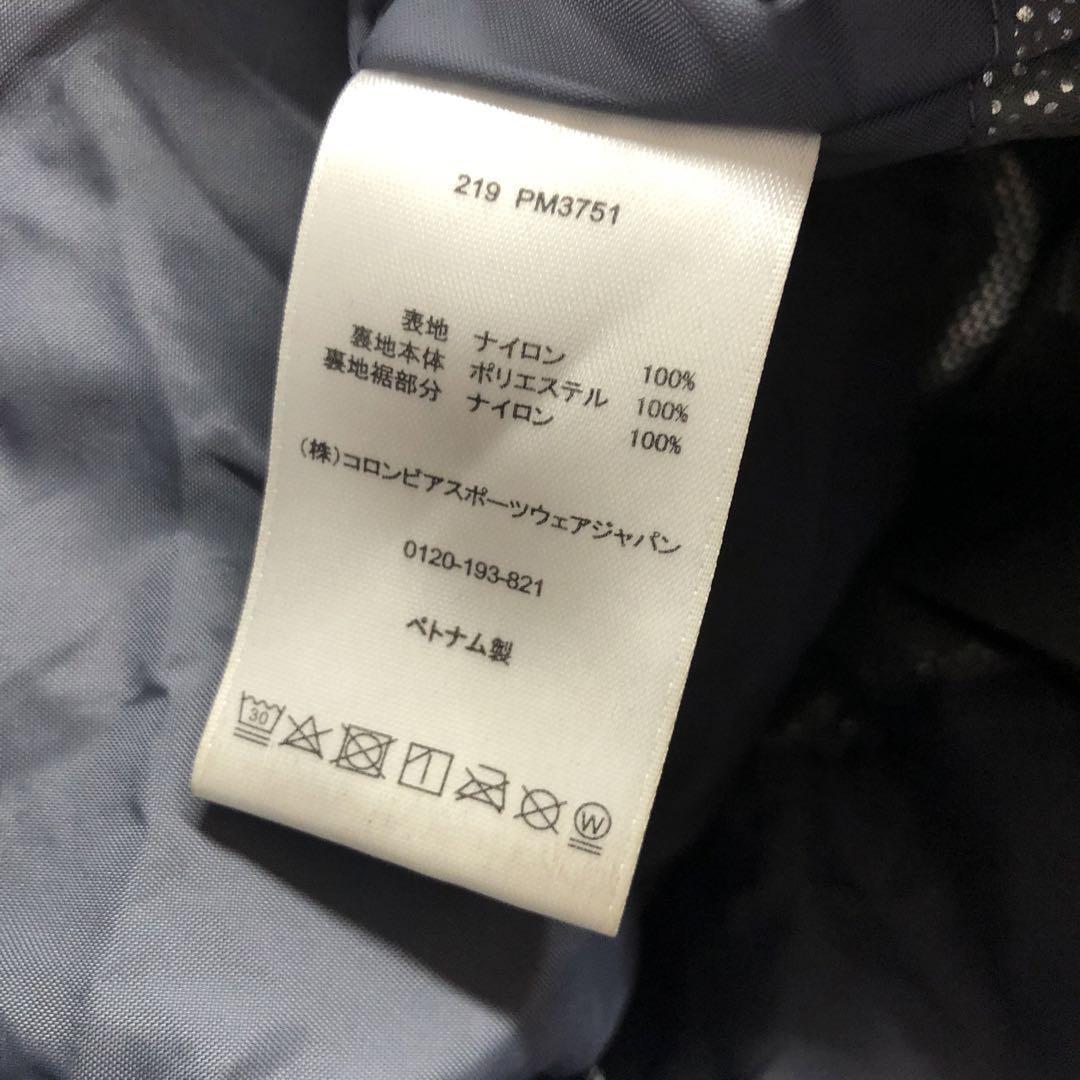 219 PM3751
表地 ナイロン 100%
裏地本体 ポリエステル 100%
裏地裾部分 ナイロン 100%
(株)コロンビアスポーツウェアジャパン
0120-193-821
ベトナム製
30
W